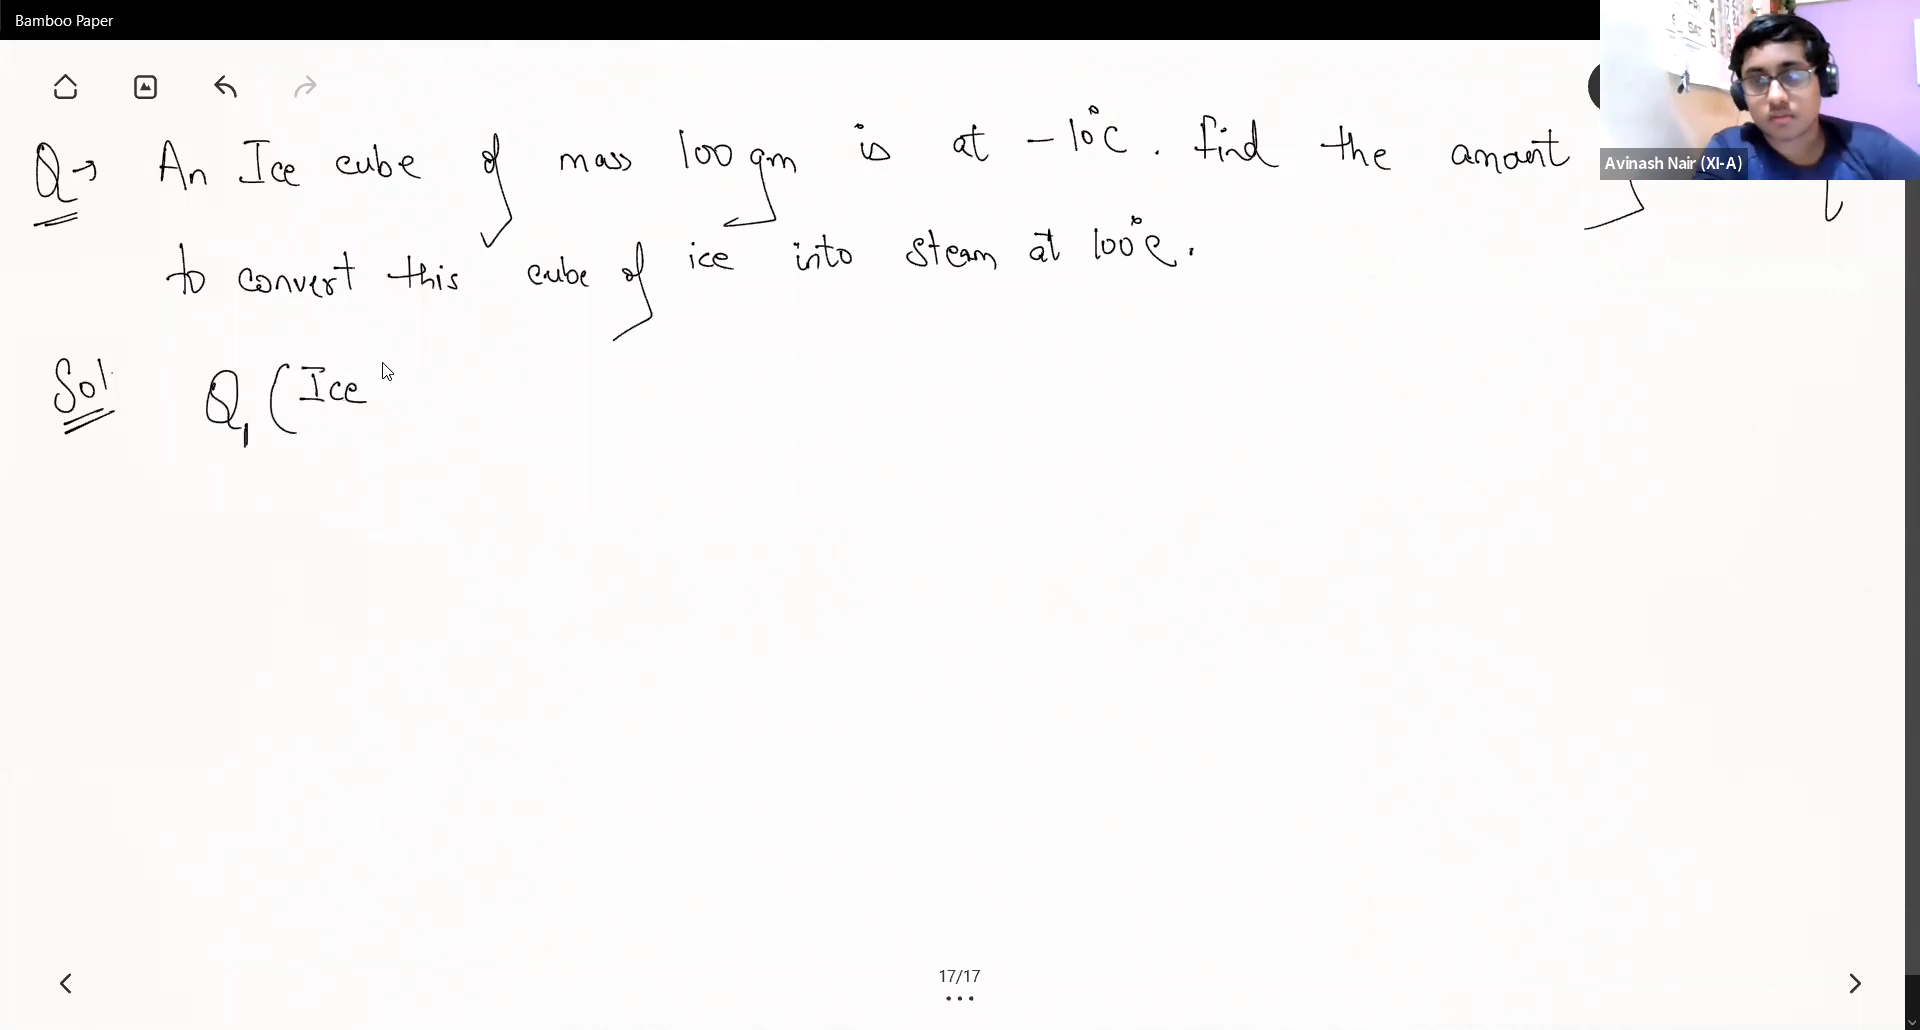 Bamboo Paper
Q→ An Ice cube of mass 100 gm is at -10°C. find the amount
to convert this cube of ice into steam at 100°C.
Sol.
Q₁ (Ice
Avinash Nair (XI-A)
17/17